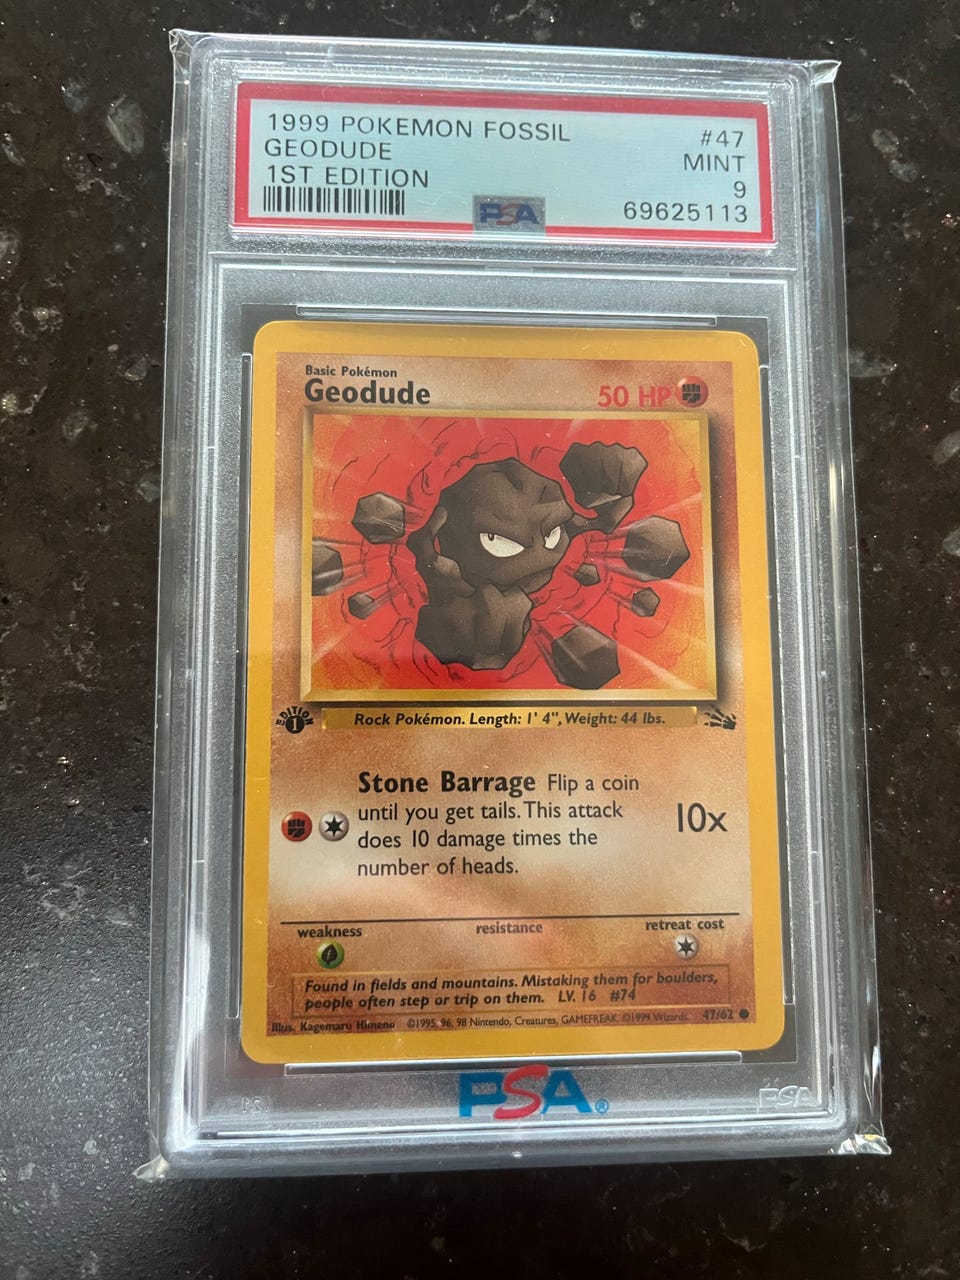 1999 POKEMON FOSSIL #47
GEODUDE MINT
1ST EDITION 9
PSA 69625113
Basic Pokémon
Geodude 50 HP
EDITION 1
Rock Pokémon. Length: 1' 4", Weight: 44 lbs.
Stone Barrage Flip a coin
until you get tails. This attack
does 10 damage times the
number of heads.
10x
weakness resistance retreat cost
Found in fields and mountains. Mistaking them for boulders,
people often step or trip on them. LV. 16 #74
Illus. Kagemaru Himeno ©1995, 96, 98 Nintendo, Creatures, GAMEFREAK. ©1999 Wizards. 47/62
PSA®
PSA